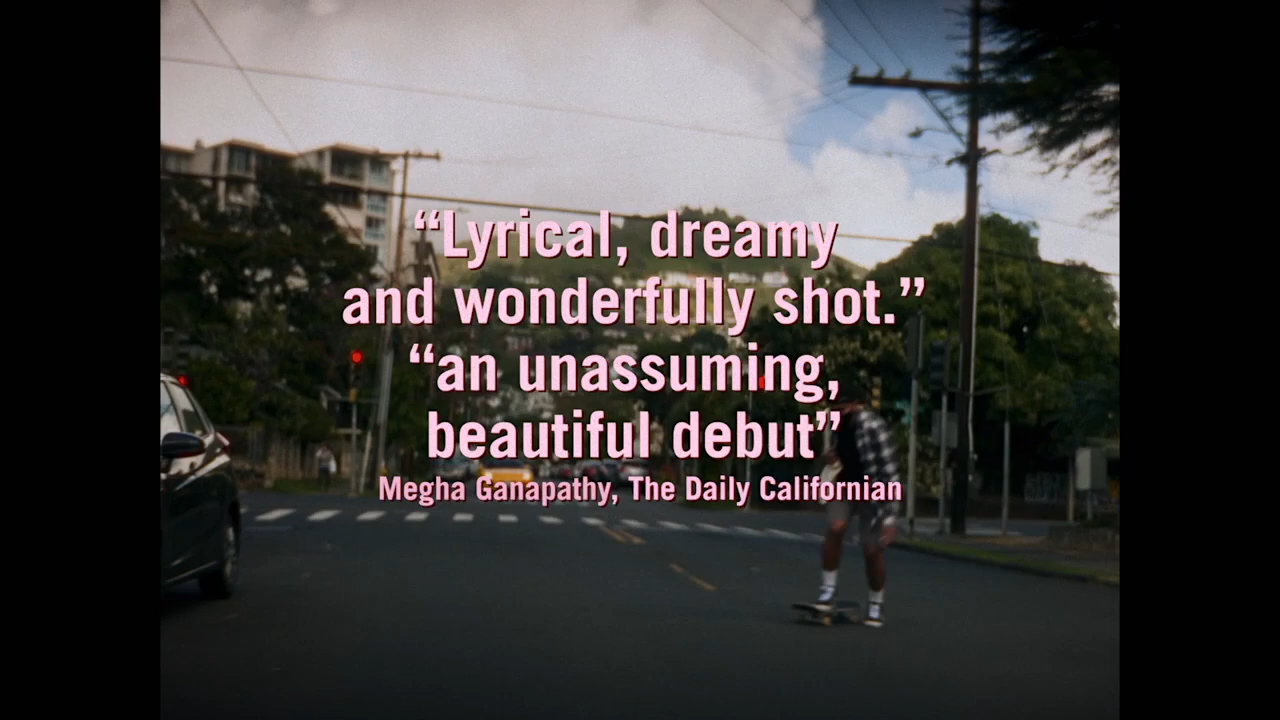 “Lyrical, dreamy
and wonderfully shot.”
“an unassuming,
beautiful debut”
Megha Ganapathy, The Daily Californian